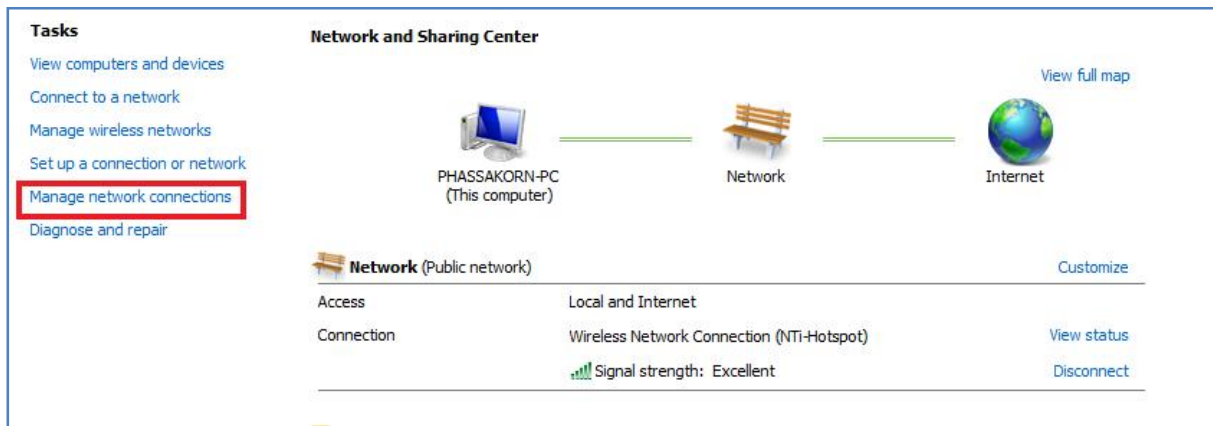 Tasks
View computers and devices
Connect to a network
Manage wireless networks
Set up a connection or network
Manage network connections
Diagnose and repair
Network and Sharing Center
View full map
PHASSAKORN-PC
(This computer)
Network
Internet
Network (Public network)
Customize
Access
Local and Internet
Connection
Wireless Network Connection (NTi-Hotspot)
View status
Signal strength: Excellent
Disconnect